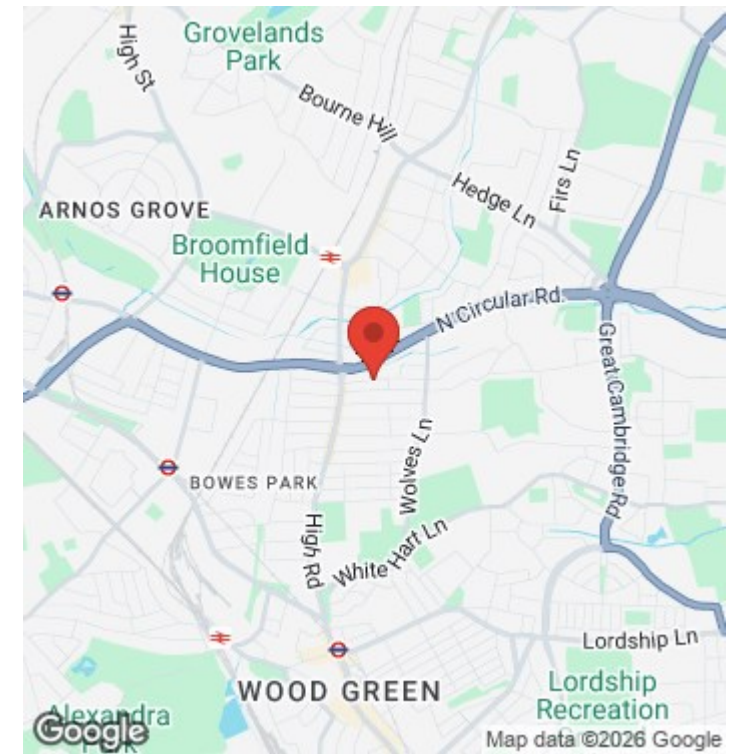 Grovelands
Park
High St
Bourne Hill
Hedge Ln
Firs Ln
ARNOS GROVE
Broomfield
House
N Circular Rd.
Great Cambridge Rd
Wolves Ln
BOWES PARK
High Rd
White Hart Ln
Lordship Ln
WOOD GREEN
Lordship
Recreation
Alexandra
Google
Map data ©2026 Google